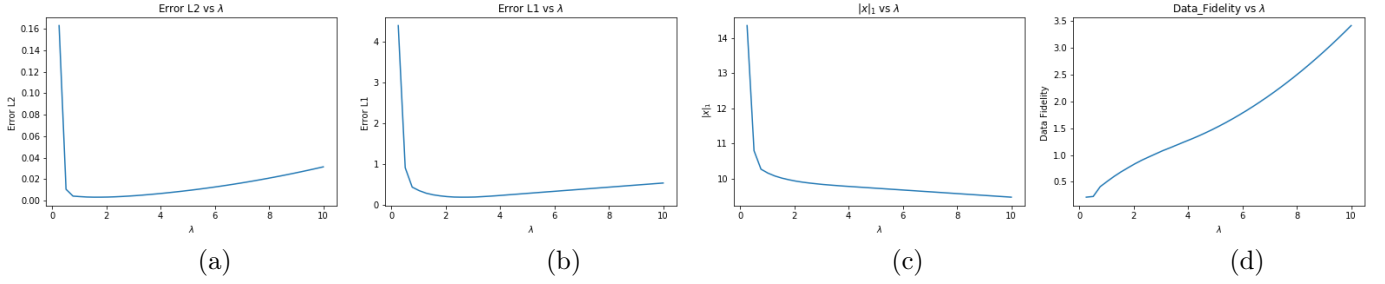 Error L2 vs λ
Error L2
0.16
0.14
0.12
0.10
0.08
0.06
0.04
0.02
0.00
0 2 4 6 8 10
λ
(a)
Error L1 vs λ
Error L1
4
3
2
1
0
0 2 4 6 8 10
λ
(b)
|x|₁ vs λ
|x|₁
14
13
12
11
10
0 2 4 6 8 10
λ
(c)
Data_Fidelity vs λ
Data Fidelity
3.5
3.0
2.5
2.0
1.5
1.0
0.5
0 2 4 6 8 10
λ
(d)